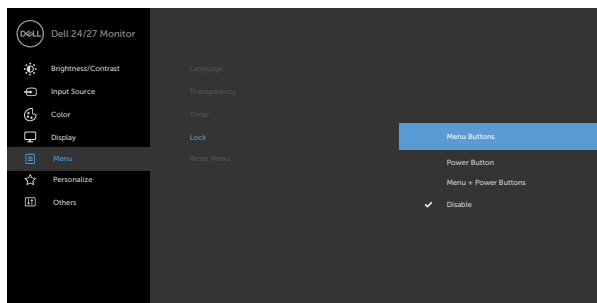 DELL
Dell 24/27 Monitor
Brightness/Contrast
Input Source
Color
Display
Menu
Personalize
Others
Language
Transparency
Timer
Lock
Reset Menu
Menu Buttons
Power Button
Menu + Power Buttons
Disable